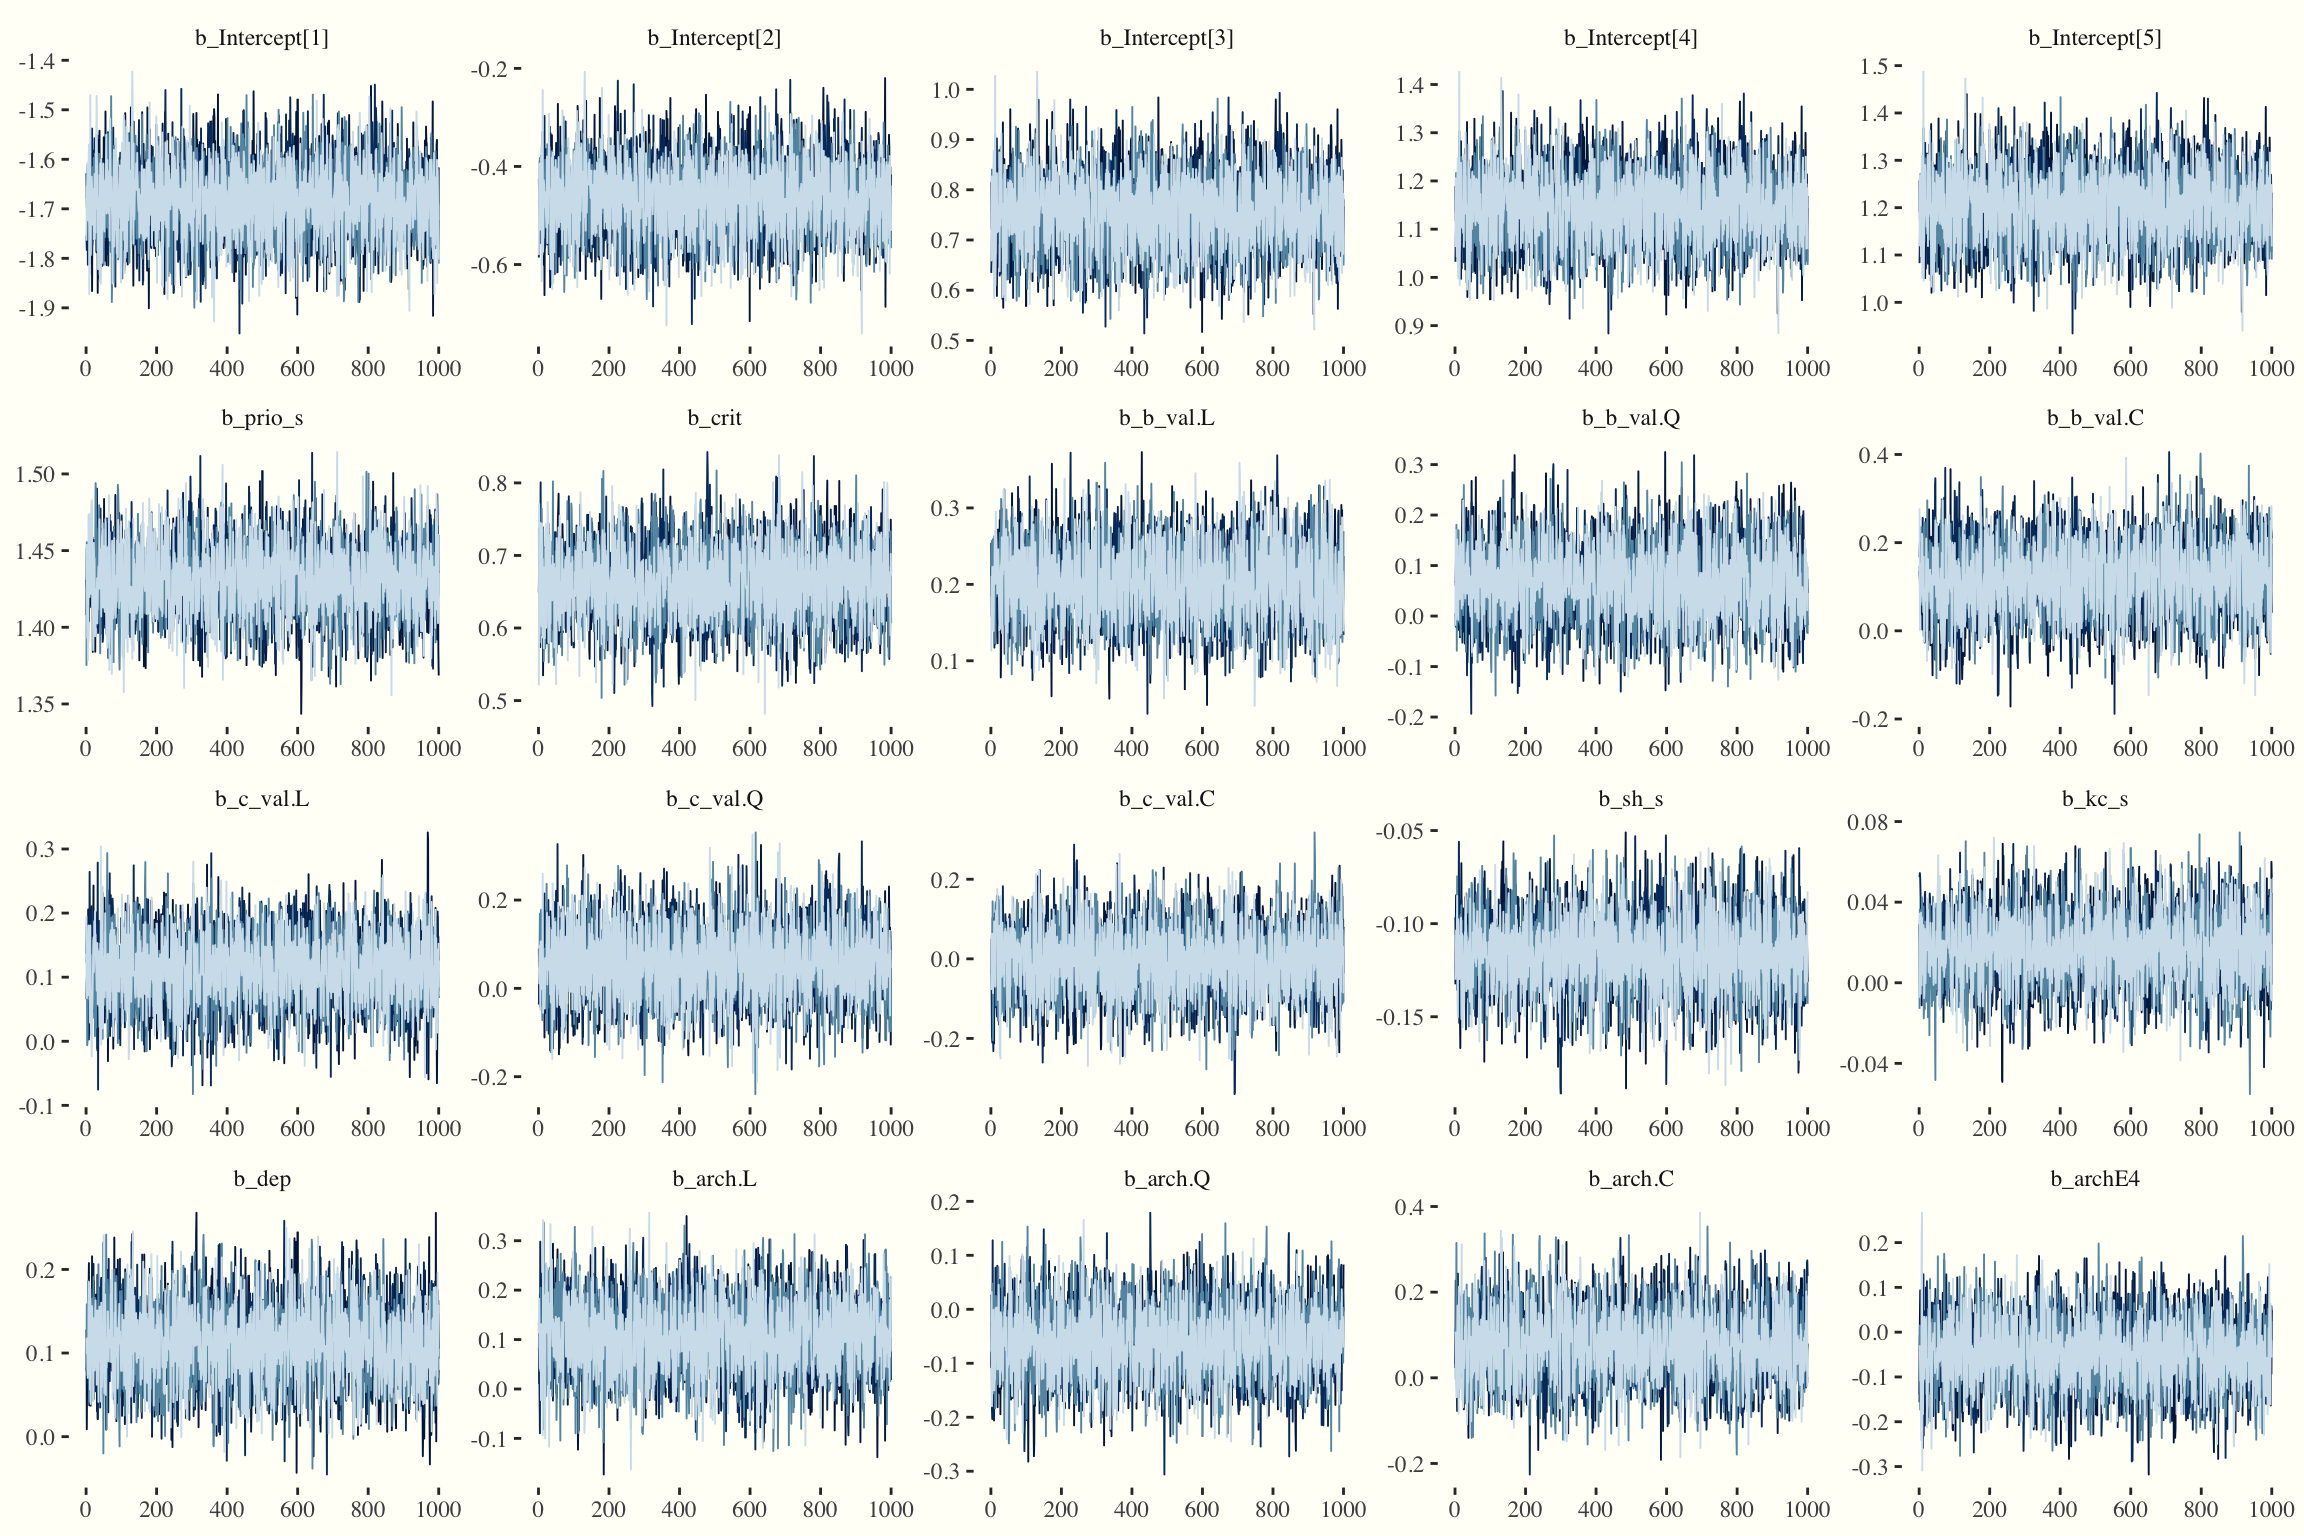 b_Intercept[1] b_Intercept[2] b_Intercept[3] b_Intercept[4] b_Intercept[5]
-1.4 -1.5 -1.6 -1.7 -1.8 -1.9
-0.2 -0.4 -0.6
1.0 0.9 0.8 0.7 0.6 0.5
1.4 1.3 1.2 1.1 1.0 0.9
1.5 1.4 1.3 1.2 1.1 1.0
0 200 400 600 800 1000 0 200 400 600 800 1000 0 200 400 600 800 1000 0 200 400 600 800 1000 0 200 400 600 800 1000
b_prio_s b_crit b_b_val.L b_b_val.Q b_b_val.C
1.50 1.45 1.40 1.35
0.8 0.7 0.6 0.5
0.3 0.2 0.1
0.3 0.2 0.1 0.0 -0.1 -0.2
0.4 0.2 0.0 -0.2
0 200 400 600 800 1000 0 200 400 600 800 1000 0 200 400 600 800 1000 0 200 400 600 800 1000 0 200 400 600 800 1000
b_c_val.L b_c_val.Q b_c_val.C b_sh_s b_kc_s
0.3 0.2 0.1 0.0 -0.1
0.2 0.0 -0.2
0.2 0.0 -0.2
-0.05 -0.10 -0.15
0.08 0.04 0.00 -0.04
0 200 400 600 800 1000 0 200 400 600 800 1000 0 200 400 600 800 1000 0 200 400 600 800 1000 0 200 400 600 800 1000
b_dep b_arch.L b_arch.Q b_arch.C b_archE4
0.2 0.1 0.0
0.3 0.2 0.1 0.0 -0.1
0.2 0.1 0.0 -0.1 -0.2 -0.3
0.4 0.2 0.0 -0.2
0.2 0.1 0.0 -0.1 -0.2 -0.3
0 200 400 600 800 1000 0 200 400 600 800 1000 0 200 400 600 800 1000 0 200 400 600 800 1000 0 200 400 600 800 1000